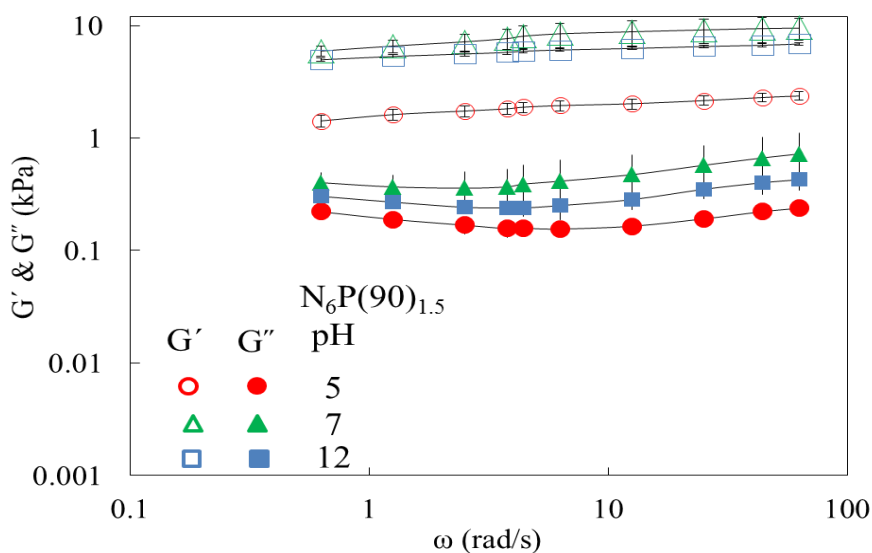 10
1
0.1
0.01
0.001
G′ & G″ (kPa)
N₆P(90)₁.₅
G′ G″ pH
5
7
12
0.1 1 10 100
ω (rad/s)